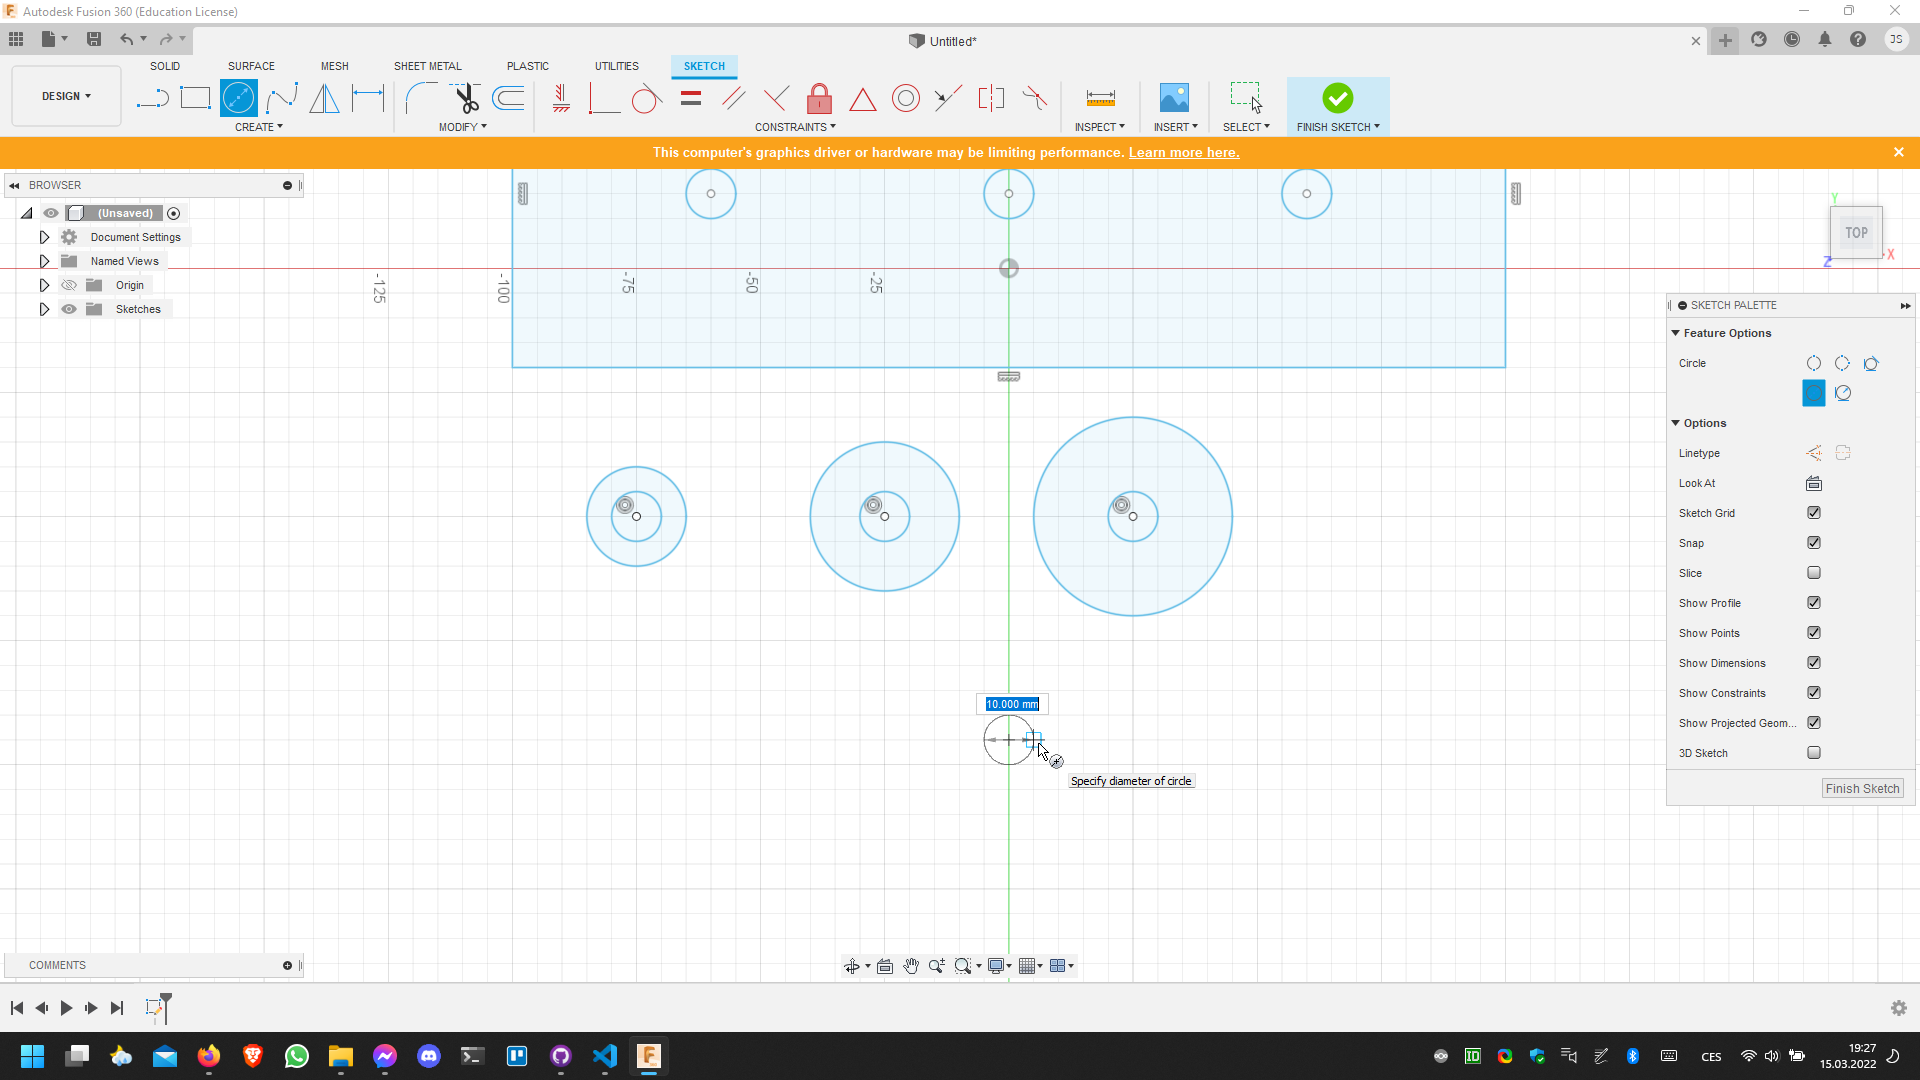 Autodesk Fusion 360 (Education License)
Untitled*
JS
DESIGN
SOLID
SURFACE
MESH
SHEET METAL
PLASTIC
UTILITIES
SKETCH
CREATE
MODIFY
CONSTRAINTS
INSPECT
INSERT
SELECT
FINISH SKETCH
This computer's graphics driver or hardware may be limiting performance. Learn more here.
BROWSER
(Unsaved)
Document Settings
Named Views
Origin
Sketches
-125
-100
-75
-50
-25
Y
TOP
X
Z
SKETCH PALETTE
Feature Options
Circle
Options
Linetype
Look At
Sketch Grid
Snap
Slice
Show Profile
Show Points
Show Dimensions
Show Constraints
Show Projected Geom...
3D Sketch
Finish Sketch
10.000 mm
Specify diameter of circle
COMMENTS
ID
CES
19:27
15.03.2022